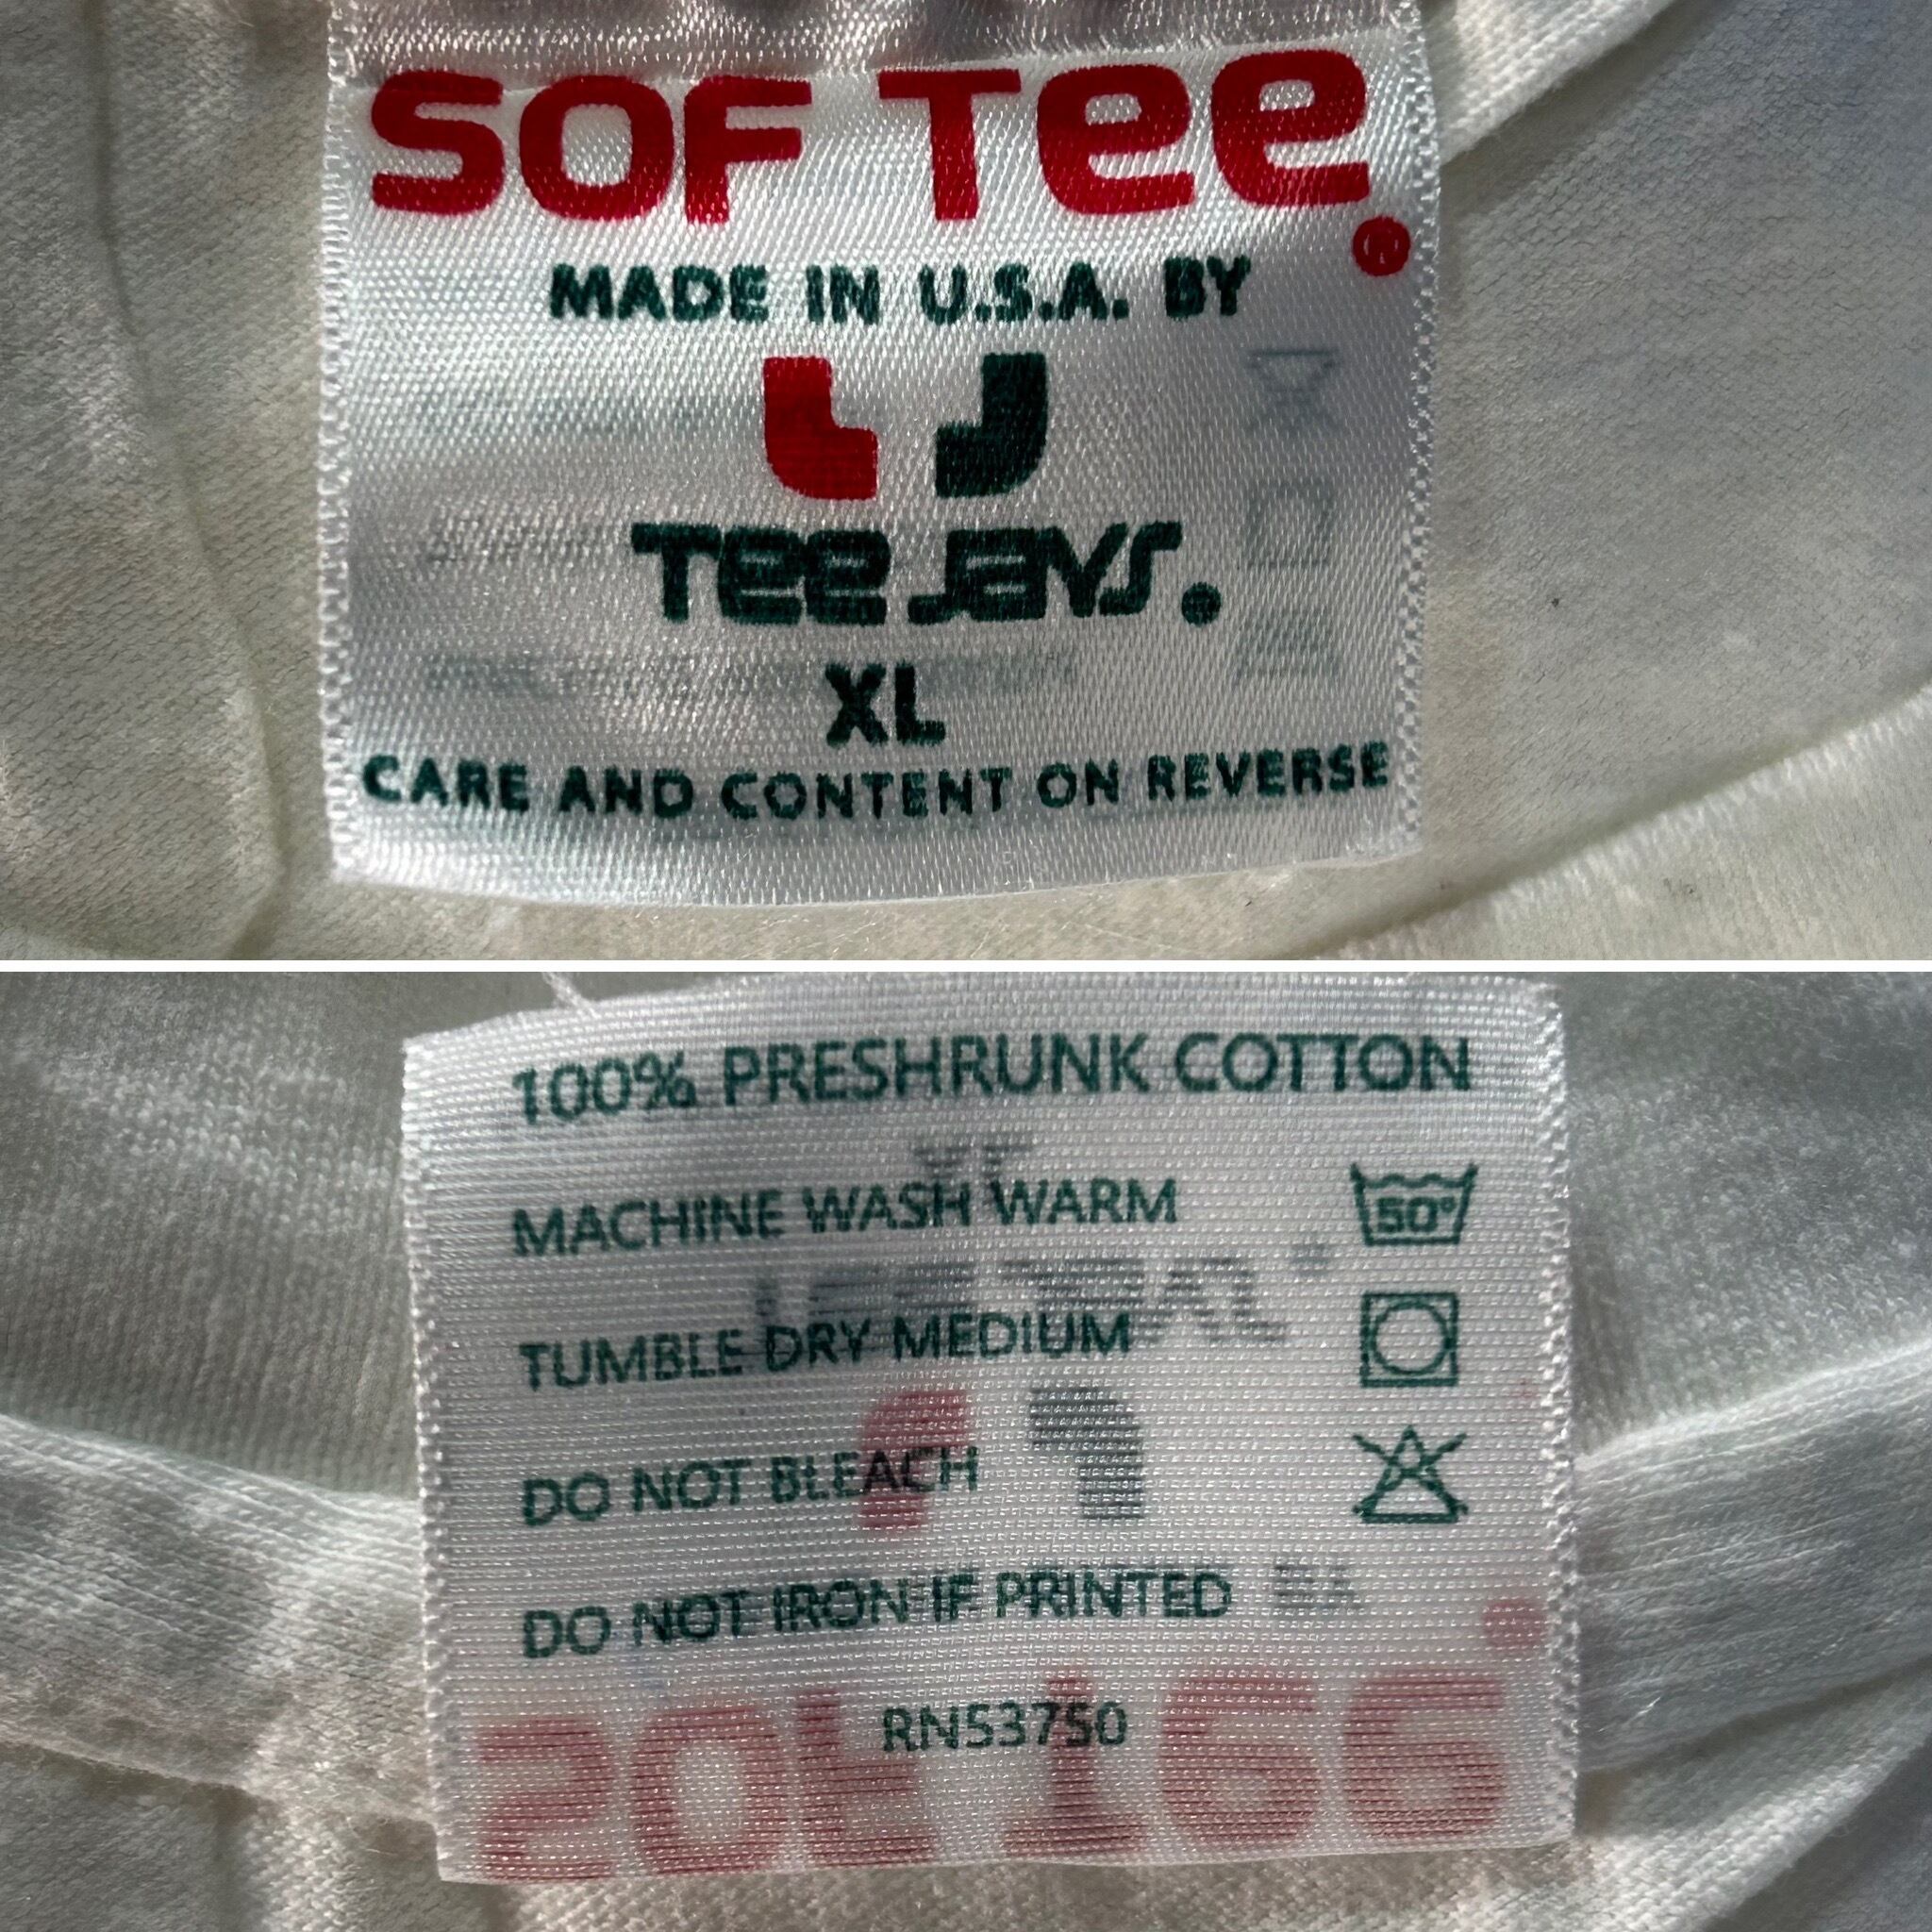 SOF TEE®
MADE IN U.S.A. BY
TEE JAYS®
XL
CARE AND CONTENT ON REVERSE
100% PRESHRUNK COTTON
MACHINE WASH WARM
50°
TUMBLE DRY MEDIUM
DO NOT BLEACH
DO NOT IRON IF PRINTED
RN53750